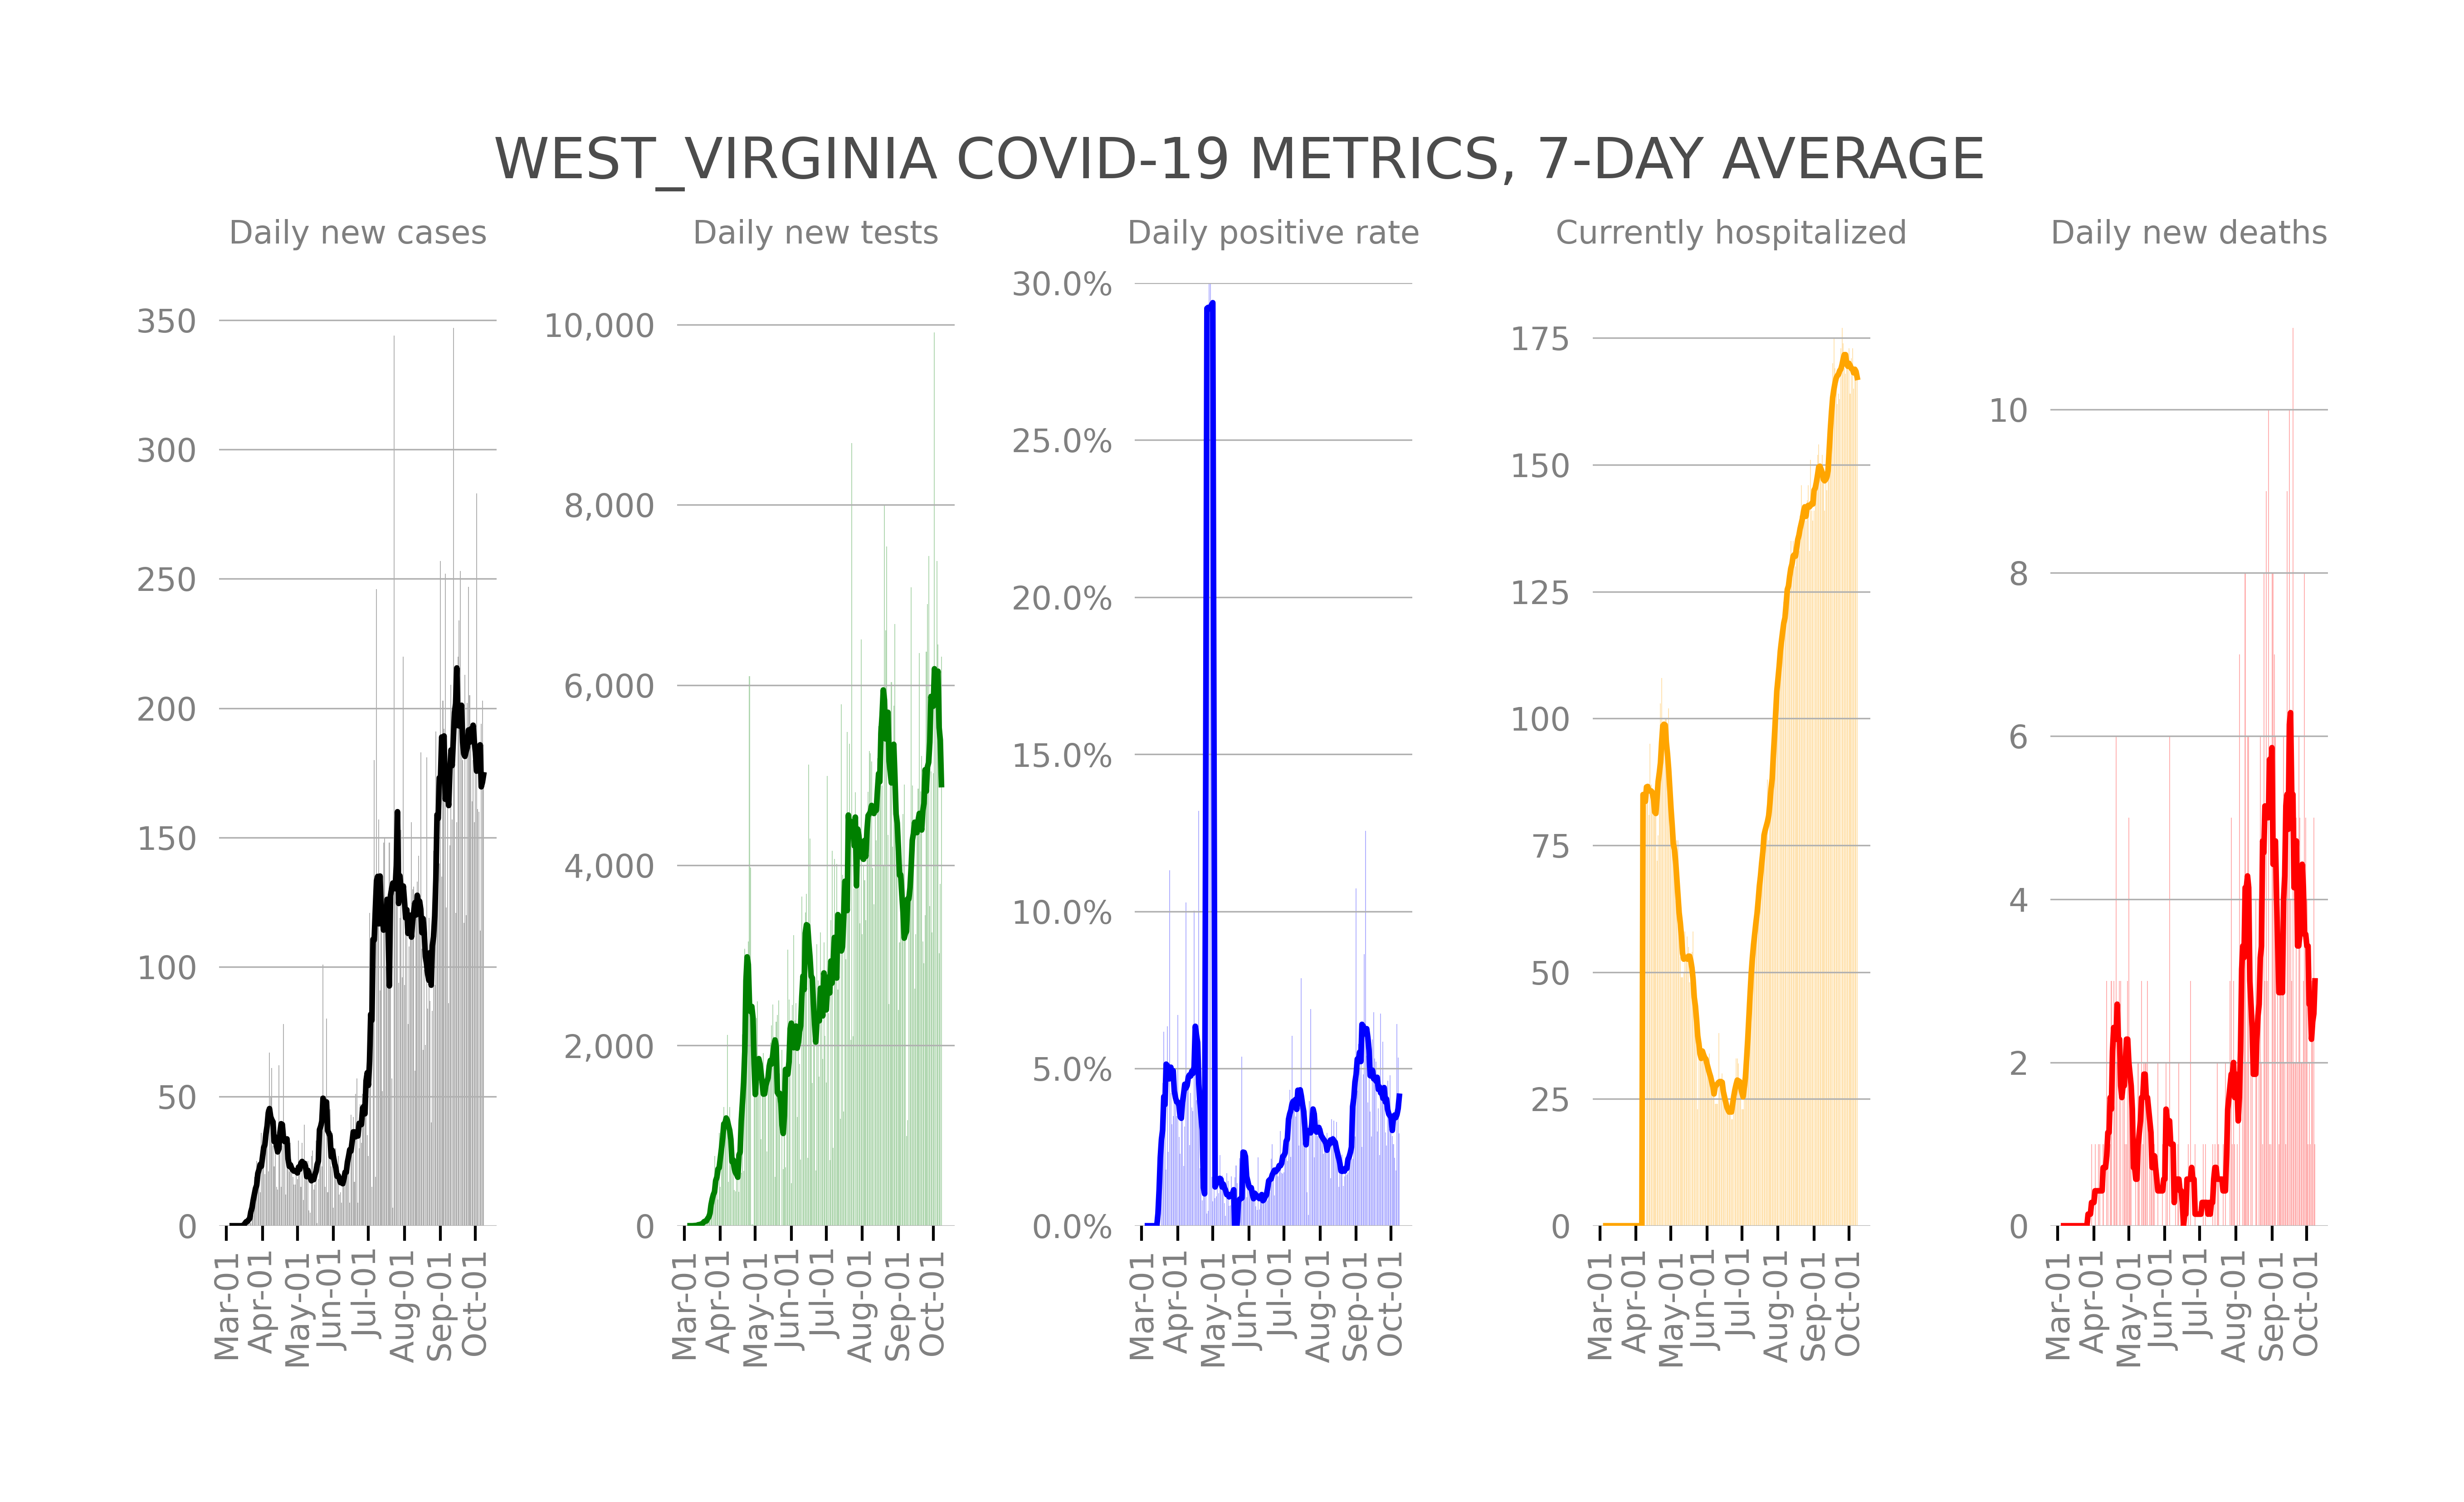 WEST_VIRGINIA COVID-19 METRICS, 7-DAY AVERAGE
Daily new cases
350
300
250
200
150
100
50
0
Mar-01
Apr-01
May-01
Jun-01
Jul-01
Aug-01
Sep-01
Oct-01
Daily new tests
10,000
8,000
6,000
4,000
2,000
0
Mar-01
Apr-01
May-01
Jun-01
Jul-01
Aug-01
Sep-01
Oct-01
Daily positive rate
30.0%
25.0%
20.0%
15.0%
10.0%
5.0%
0.0%
Mar-01
Apr-01
May-01
Jun-01
Jul-01
Aug-01
Sep-01
Oct-01
Currently hospitalized
175
150
125
100
75
50
25
0
Mar-01
Apr-01
May-01
Jun-01
Jul-01
Aug-01
Sep-01
Oct-01
Daily new deaths
10
8
6
4
2
0
Mar-01
Apr-01
May-01
Jun-01
Jul-01
Aug-01
Sep-01
Oct-01